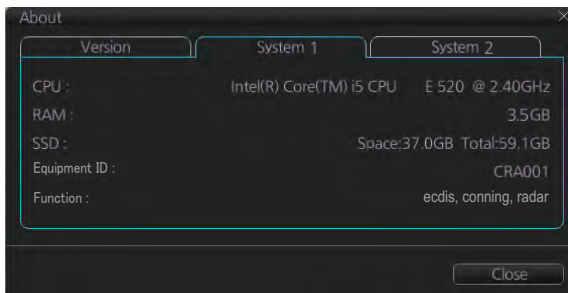 About
Version System 1 System 2
CPU : Intel(R) Core(TM) i5 CPU E 520 @ 2.40GHz
RAM : 3.5GB
SSD : Space:37.0GB Total:59.1GB
Equipment ID : CRA001
Function : ecdis, conning, radar
Close